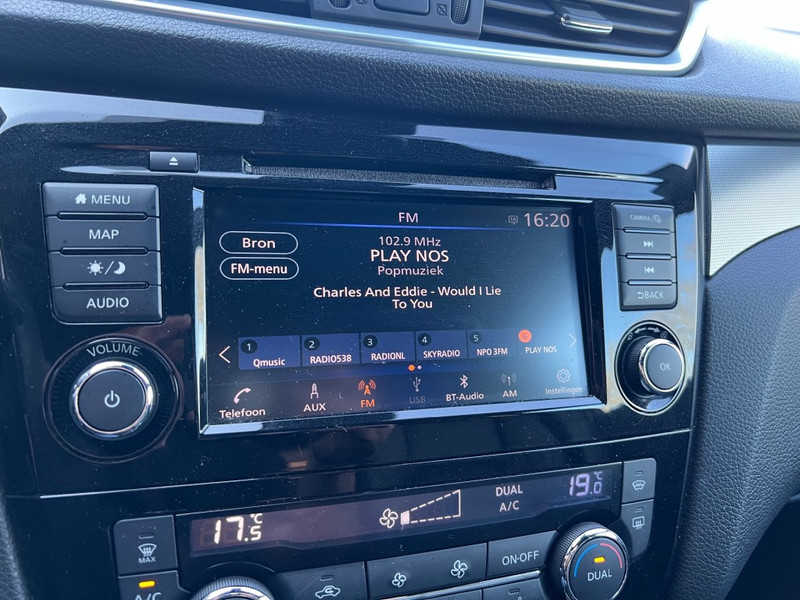 MENU
MAP
AUDIO
VOLUME
FM
TA
16:20
Bron
FM-menu
102.9 MHz
PLAY NOS
Popmuziek
Charles And Eddie - Would I Lie
To You
1
Qmusic
2
RADIO538
3
RADIONL
4
SKYRADIO
5
NPO 3FM
6
PLAY NOS
Telefoon
AUX
FM
USB
BT-Audio
AM
Instellingen
CAMERA/
BACK
OK
17.5°C
DUAL
A/C
19.0°C
MAX
A/C
ON-OFF
DUAL